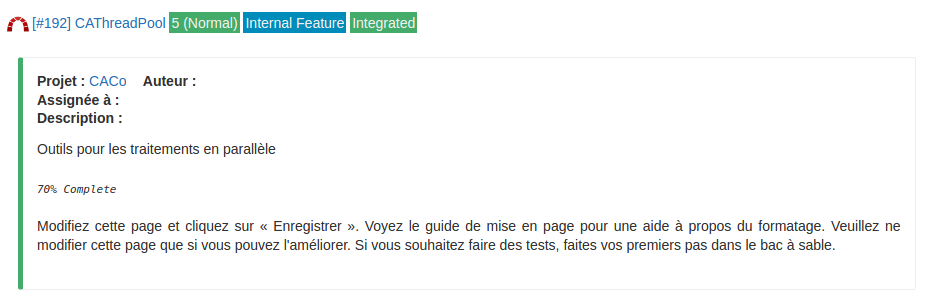 [#192] CAThreadPool 5 (Normal) Internal Feature Integrated
Projet : CACo Auteur :
Assignée à :
Description :
Outils pour les traitements en parallèle
70% Complete
Modifiez cette page et cliquez sur « Enregistrer ». Voyez le guide de mise en page pour une aide à propos du formatage. Veuillez ne
modifier cette page que si vous pouvez l'améliorer. Si vous souhaitez faire des tests, faites vos premiers pas dans le bac à sable.